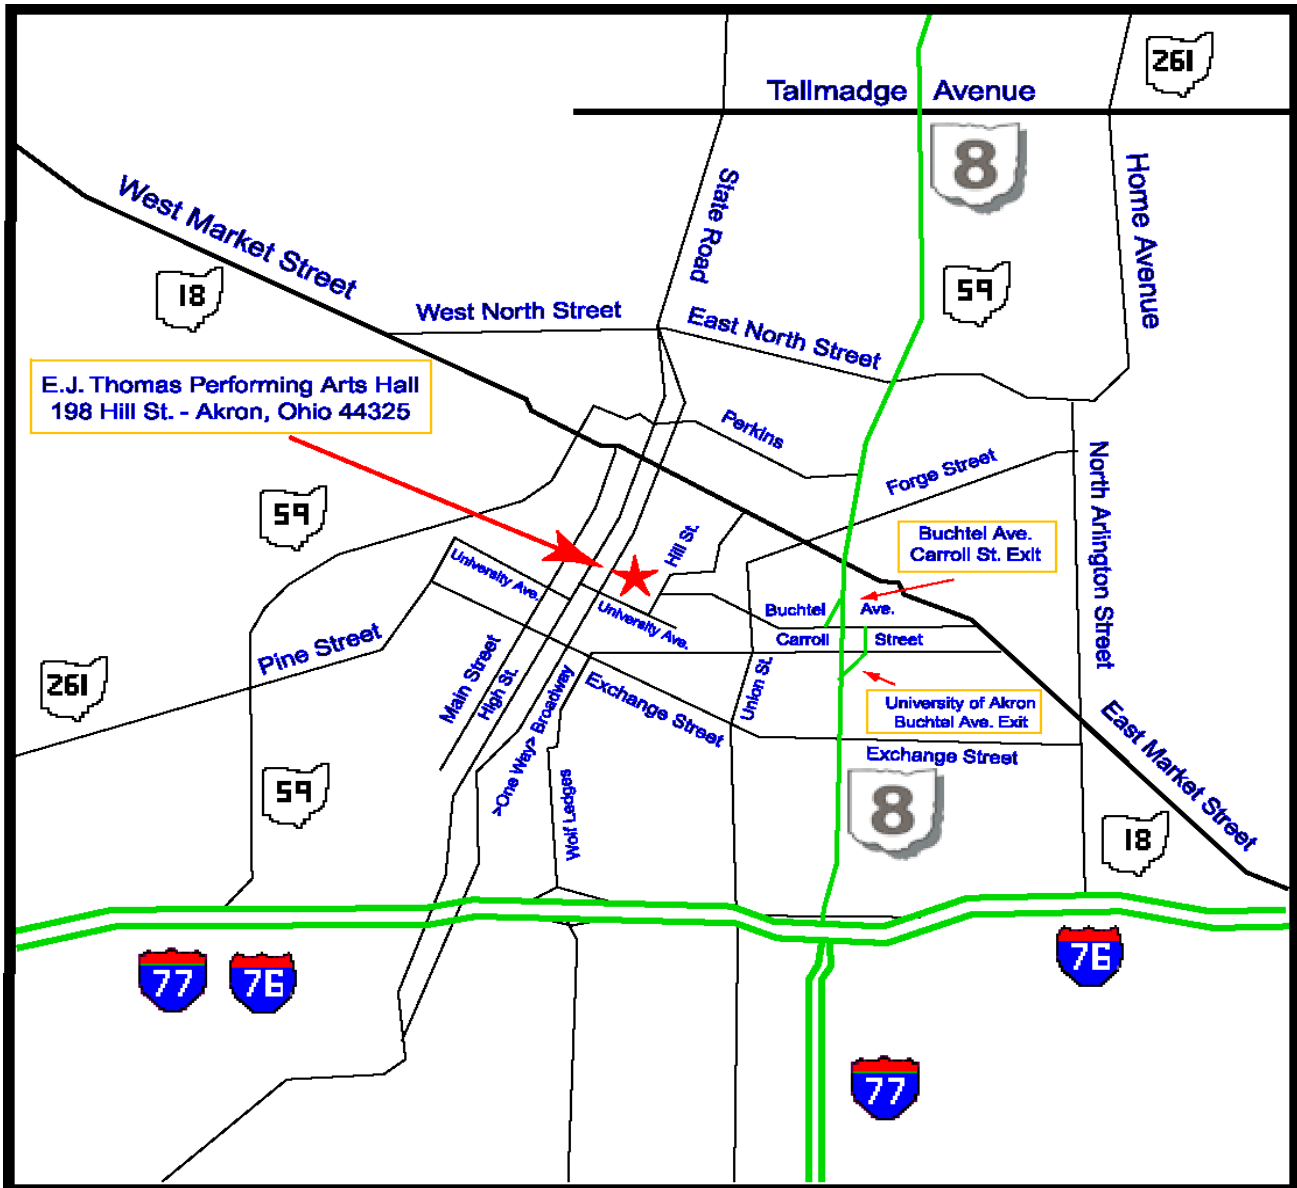 261
Tallmadge Avenue
8
State Road
Home Avenue
West Market Street
18
59
West North Street
East North Street
E.J. Thomas Performing Arts Hall
198 Hill St. - Akron, Ohio 44325
Perkins
Forge Street
North Arlington Street
59
Buchtel Ave.
Carroll St. Exit
Hill St.
University Ave.
University Ave.
Buchtel Ave.
Carroll Street
Pine Street
261
Main Street
High St.
>One Way> Broadway
Exchange Street
Union St.
University of Akron
Buchtel Ave. Exit
Exchange Street
East Market Street
59
Wolf Ledges
8
18
77
76
76
77